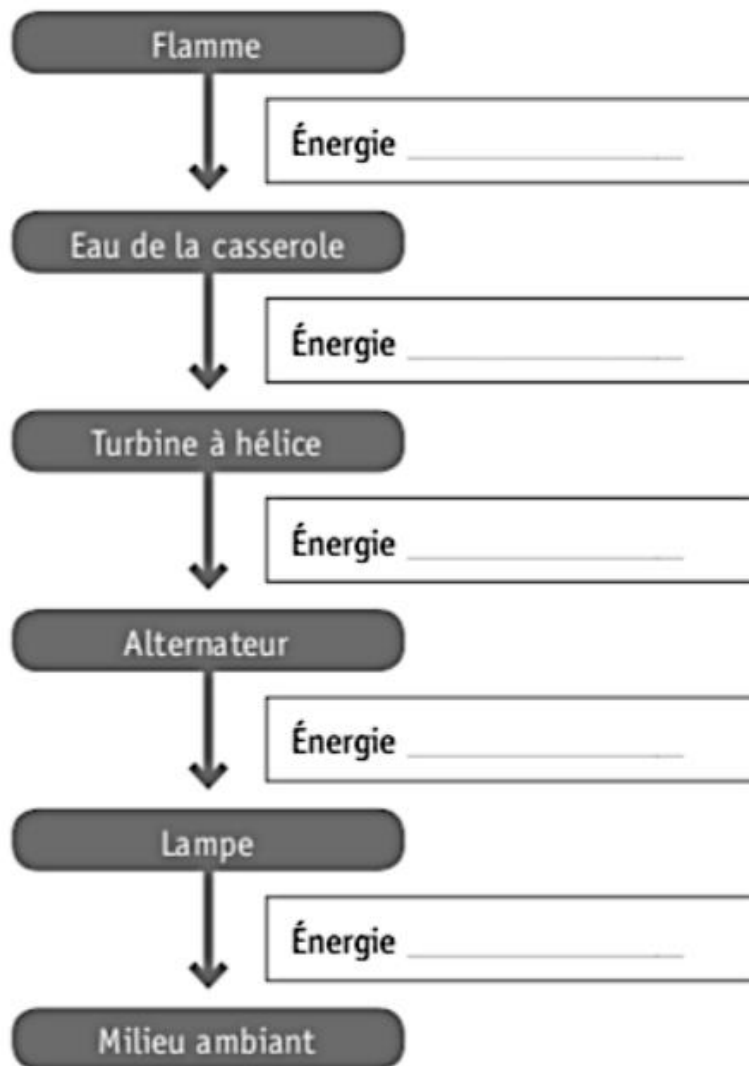 Flamme
Énergie
Eau de la casserole
Énergie
Turbine à hélice
Énergie
Alternateur
Énergie
Lampe
Énergie
Milieu ambiant